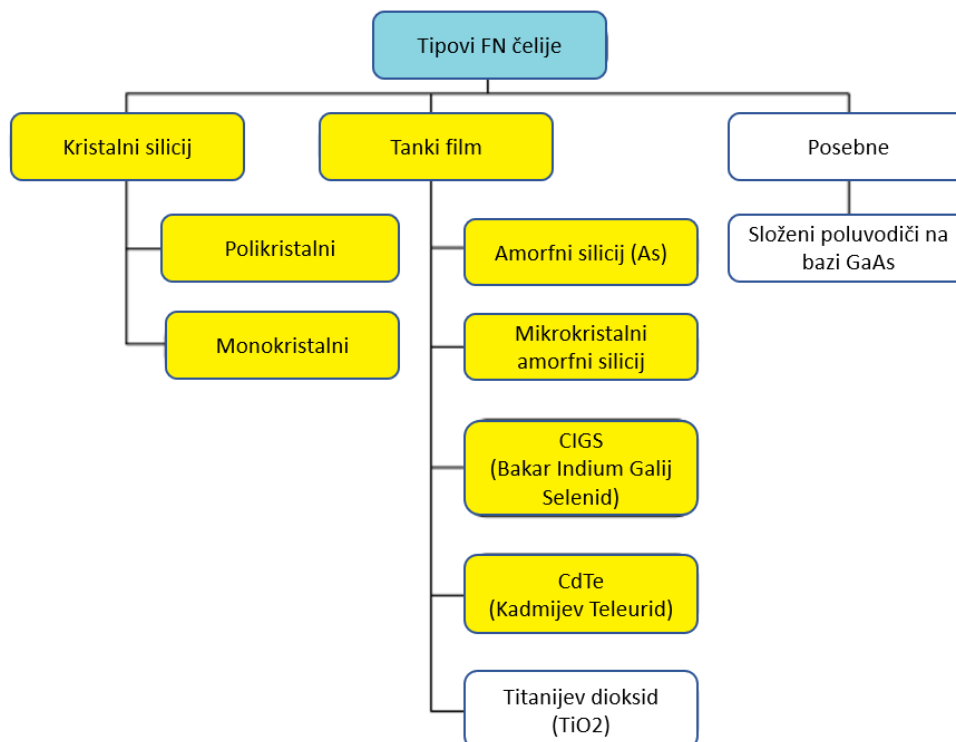 Tipovi FN čelije
Kristalni silicij
Tanki film
Posebne
Polikristalni
Monokristalni
Amorfni silicij (As)
Mikrokristalni
amorfni silicij
CIGS
(Bakar Indium Galij
Selenid)
CdTe
(Kadmijev Teleurid)
Titanijev dioksid
(TiO2)
Složeni poluvodiči na
bazi GaAs